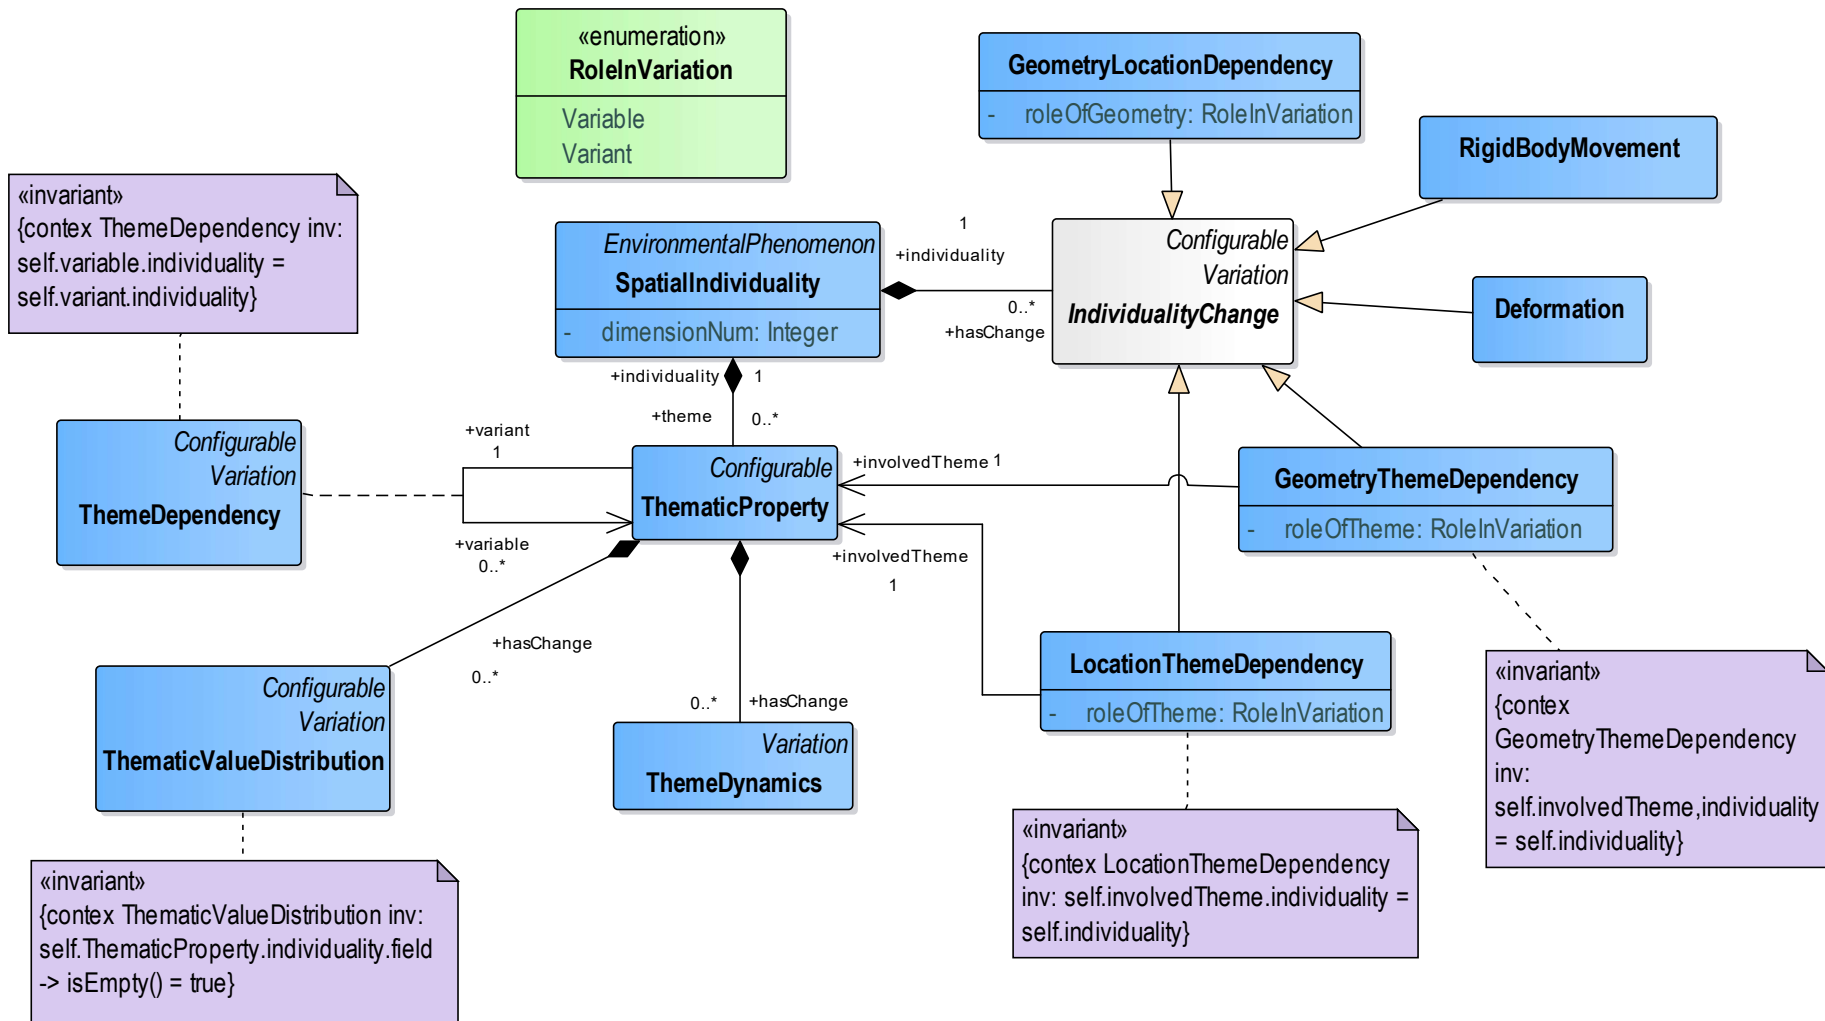 «enumeration»
RoleInVariation
Variable
Variant
GeometryLocationDependency
- roleOfGeometry: RoleInVariation
RigidBodyMovement
«invariant»
{contex ThemeDependency inv:
self.variable.individuality =
self.variant.individuality}
EnvironmentalPhenomenon
SpatialIndividuality
- dimensionNum: Integer
1
+individuality
0..*
+hasChange
Configurable
Variation
IndividualityChange
Deformation
+individuality
1
+theme
0..*
Configurable
Variation
ThemeDependency
+variant
1
+variable
0..*
Configurable
ThematicProperty
+involvedTheme
1
GeometryThemeDependency
- roleOfTheme: RoleInVariation
+involvedTheme
1
+hasChange
0..*
0..*
+hasChange
LocationThemeDependency
- roleOfTheme: RoleInVariation
Configurable
Variation
ThematicValueDistribution
Variation
ThemeDynamics
«invariant»
{contex
GeometryThemeDependency
inv:
self.involvedTheme,individuality
= self.individuality}
«invariant»
{contex LocationThemeDependency
inv: self.involvedTheme.individuality =
self.individuality}
«invariant»
{contex ThematicValueDistribution inv:
self.ThematicProperty.individuality.field
-> isEmpty() = true}